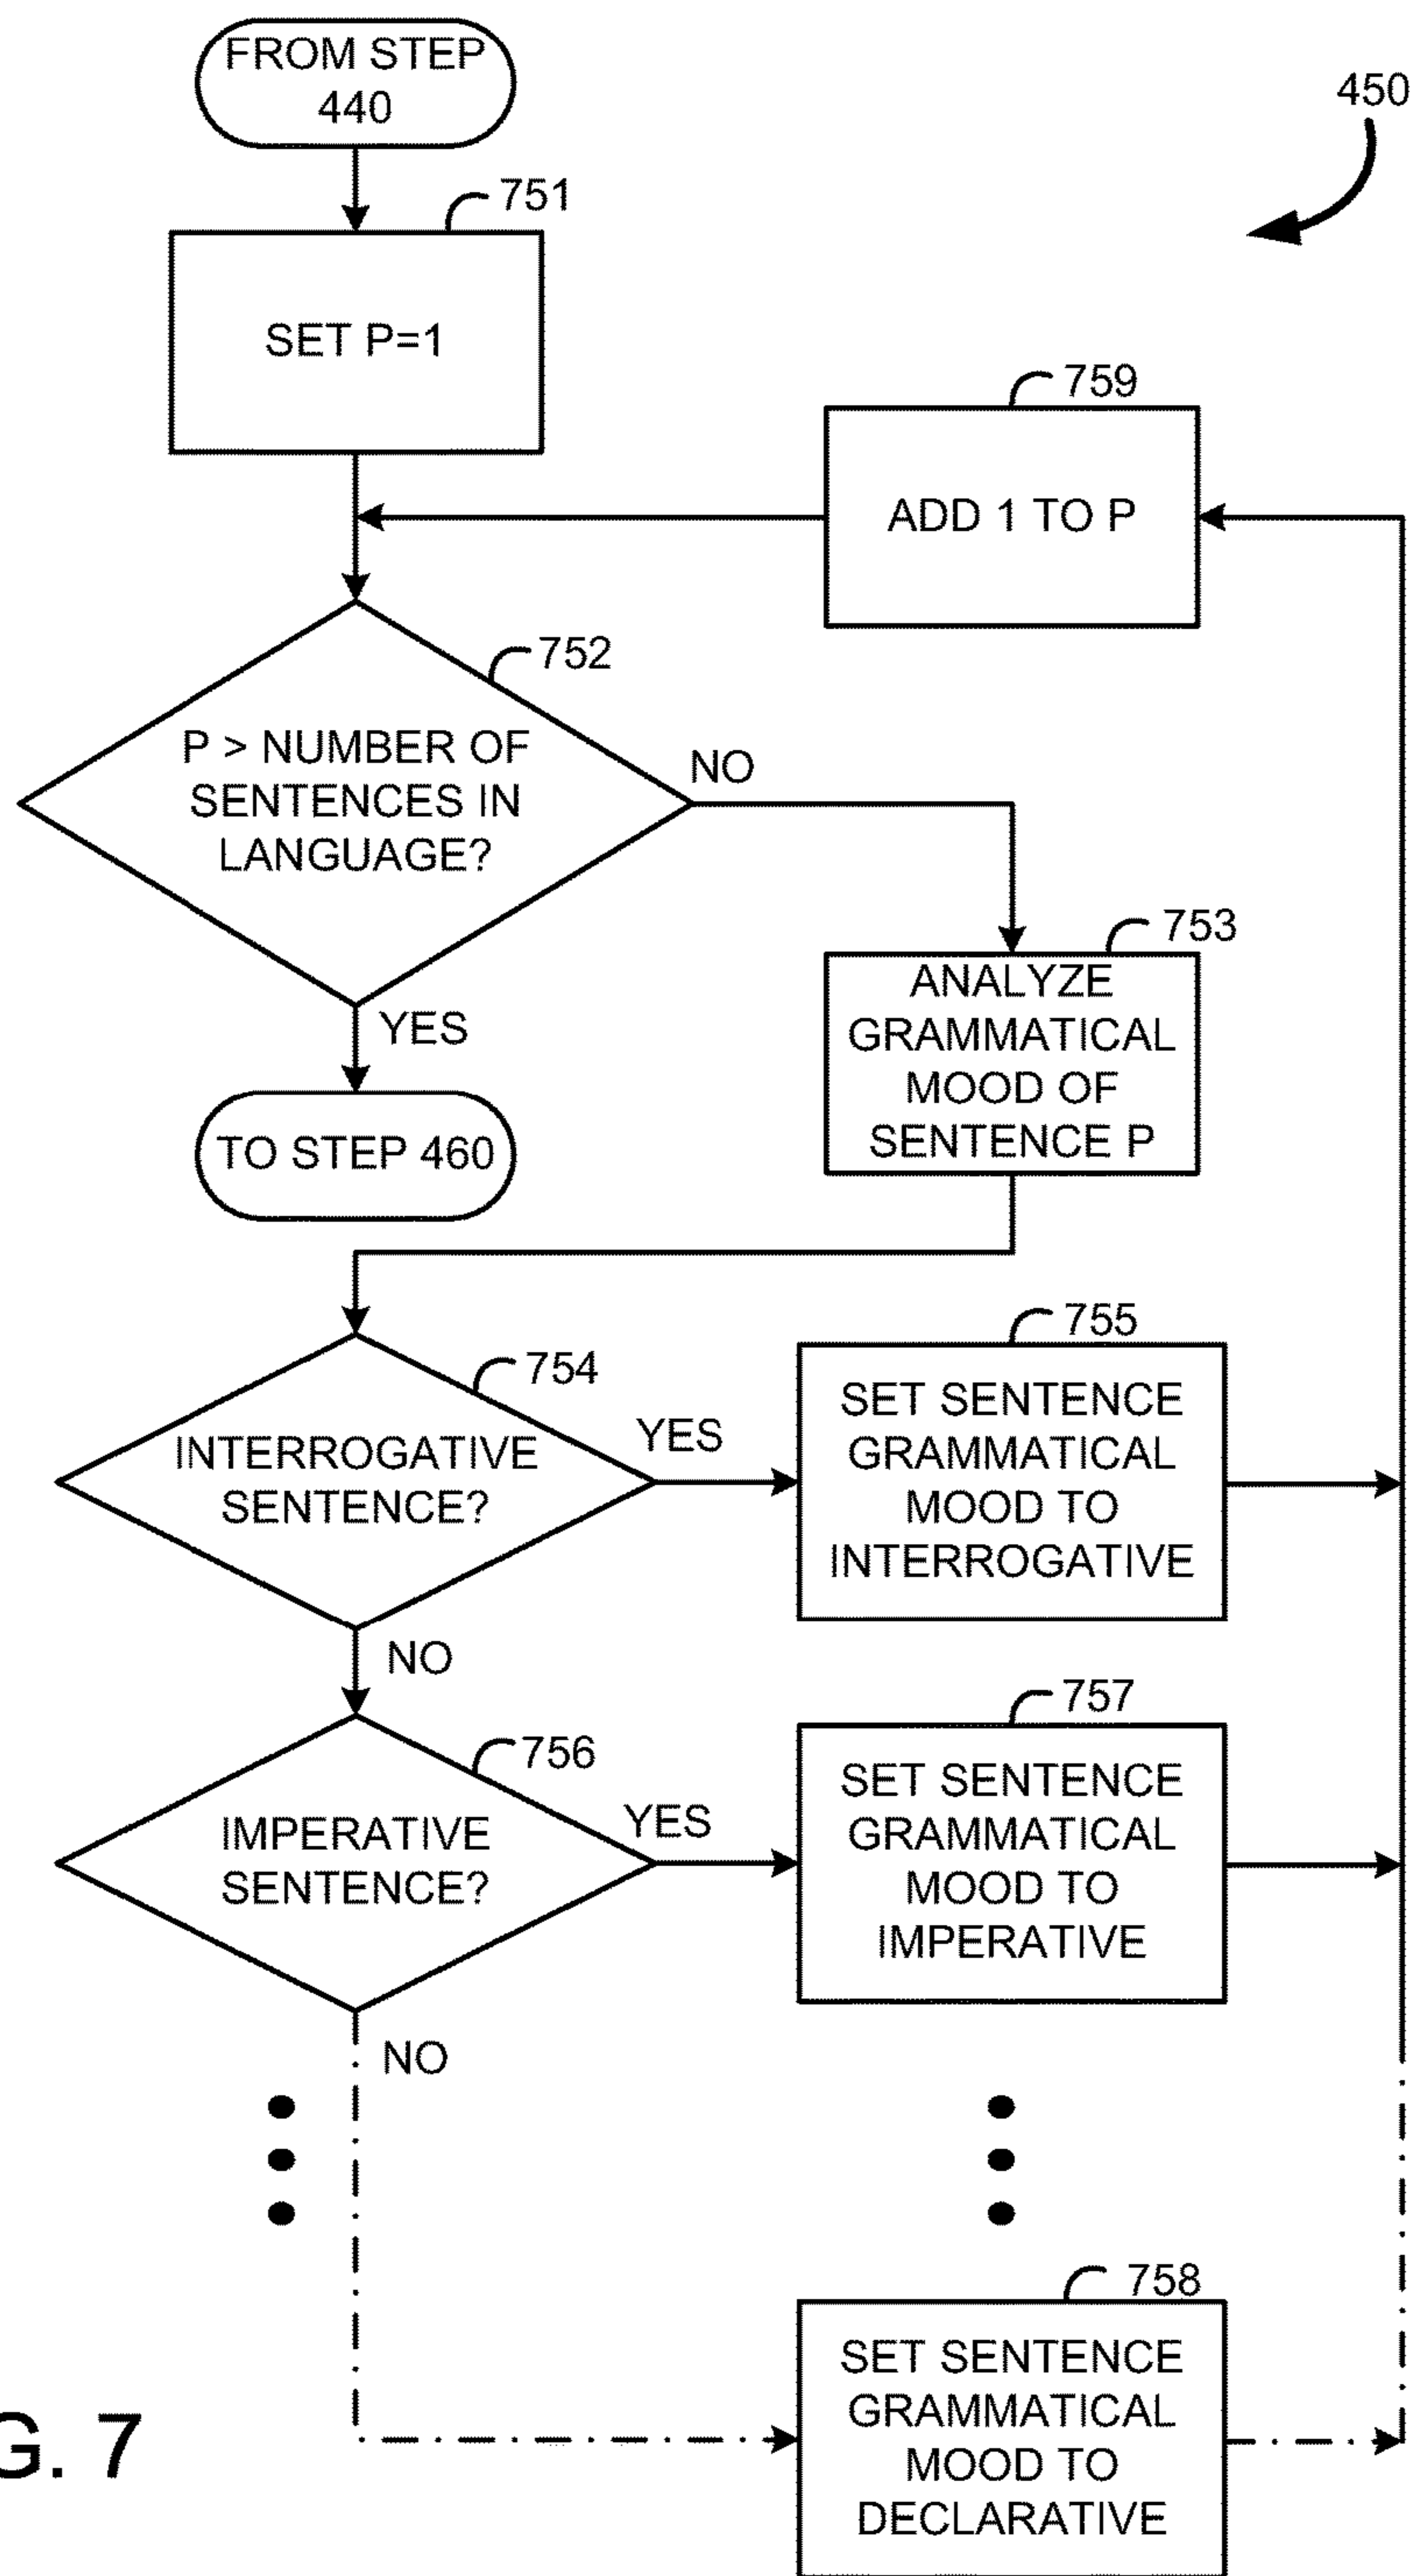 FROM STEP
440
450
751
SET P=1
759
ADD 1 TO P
752
P > NUMBER OF
SENTENCES IN
LANGUAGE?
NO
YES
753
ANALYZE
GRAMMATICAL
MOOD OF
SENTENCE P
TO STEP 460
754
INTERROGATIVE
SENTENCE?
YES
NO
755
SET SENTENCE
GRAMMATICAL
MOOD TO
INTERROGATIVE
756
IMPERATIVE
SENTENCE?
YES
NO
757
SET SENTENCE
GRAMMATICAL
MOOD TO
IMPERATIVE
758
SET SENTENCE
GRAMMATICAL
MOOD TO
DECLARATIVE
G. 7